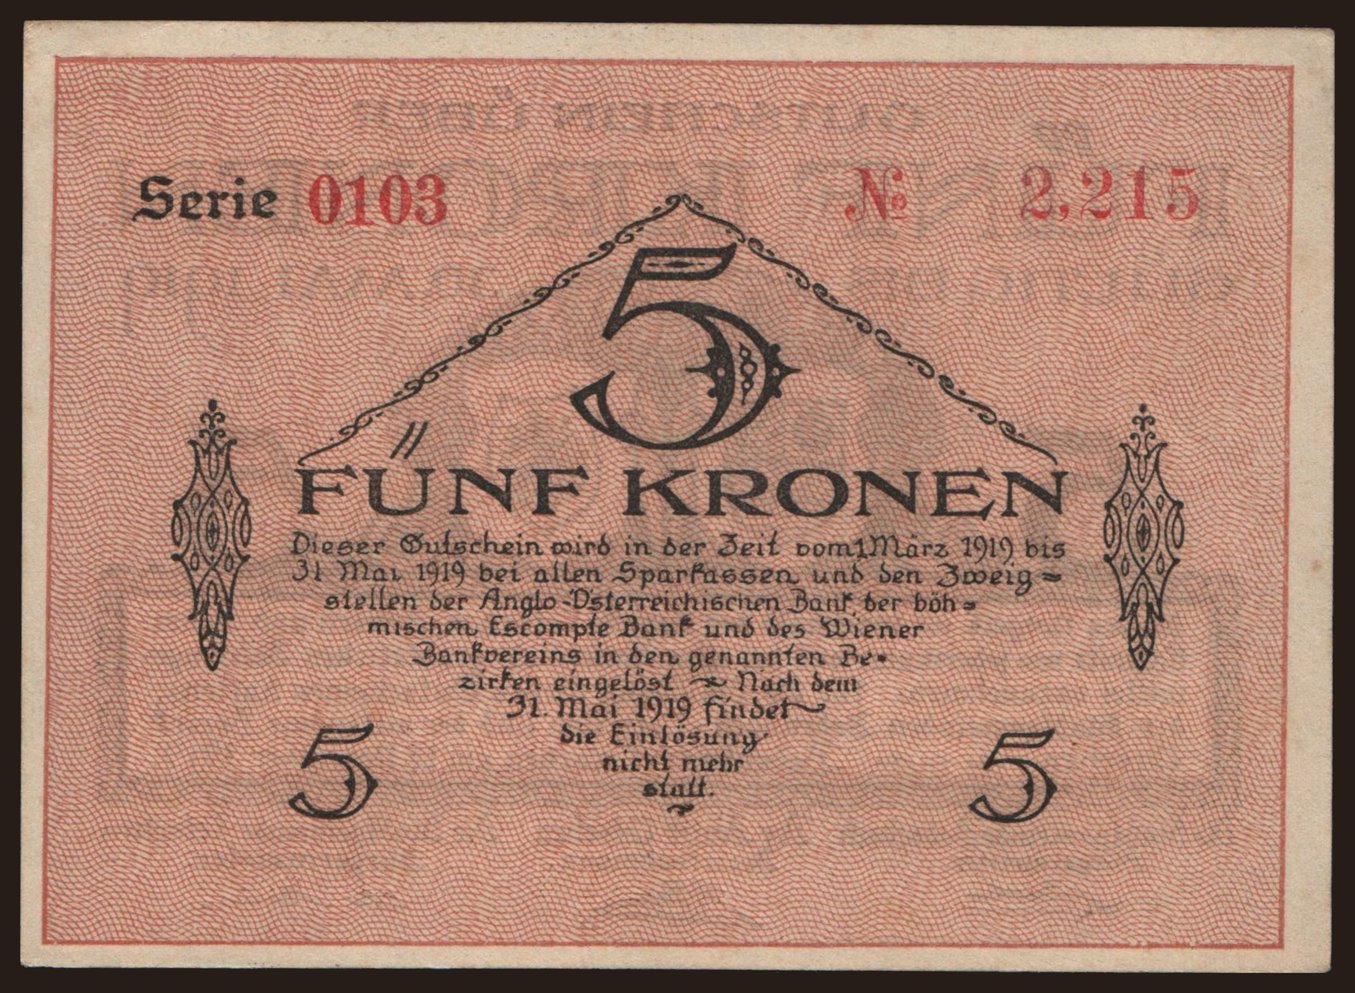 Serie 0103 № 2,215
5
FÜNF KRONEN
Dieser Gutschein wird in der Zeit vom 1 März 1919 bis
31 Mai 1919 bei allen Sparkassen und den Zweig=
stellen der Anglo-Österreichischen Bank, der böh=
mischen Escompte Bank und des Wiener
Bankvereins in den genannten Be=
zirken eingelöst Nach dem
31. Mai 1919 findet
die Einlösung
nicht mehr
statt.
5 5